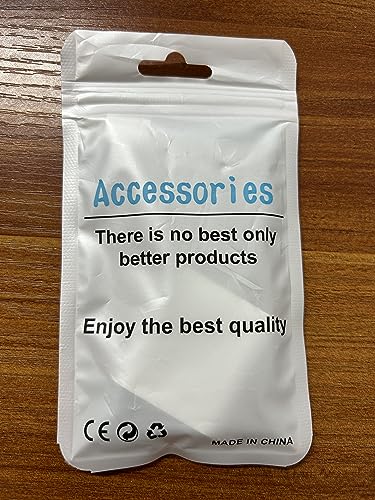 Accessories
There is no best only
better products
Enjoy the best quality
CE
MADE IN CHINA